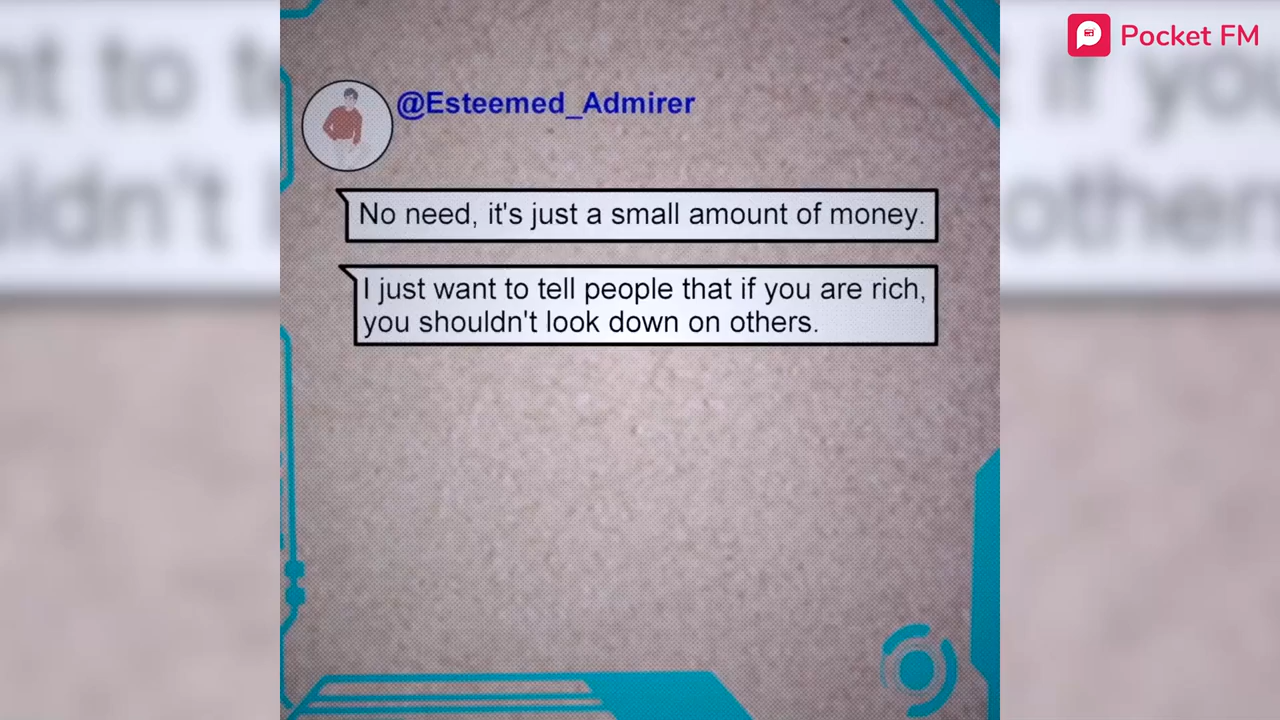 Pocket FM
@Esteemed_Admirer
No need, it's just a small amount of money.
I just want to tell people that if you are rich,
you shouldn't look down on others.